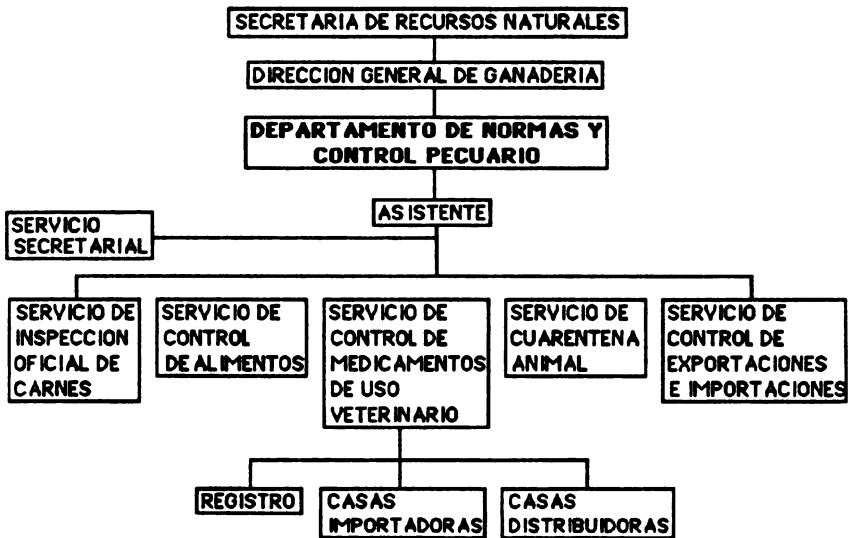 SECRETARIA DE RECURSOS NATURALES
DIRECCION GENERAL DE GANADERIA
DEPARTAMENTO DE NORMAS Y
CONTROL PECUARIO
ASISTENTE
SERVICIO
SECRETARIAL
SERVICIO DE
INSPECCION
OFICIAL DE
CARNES
SERVICIO DE
CONTROL
DE ALIMENTOS
SERVICIO DE
CONTROL DE
MEDICAMENTOS
DE USO
VETERINARIO
SERVICIO DE
CUARENTENA
ANIMAL
SERVICIO DE
CONTROL DE
EXPORTACIONES
E IMPORTACIONES
REGISTRO
CASAS
IMPORTADORAS
CASAS
DISTRIBUIDORAS